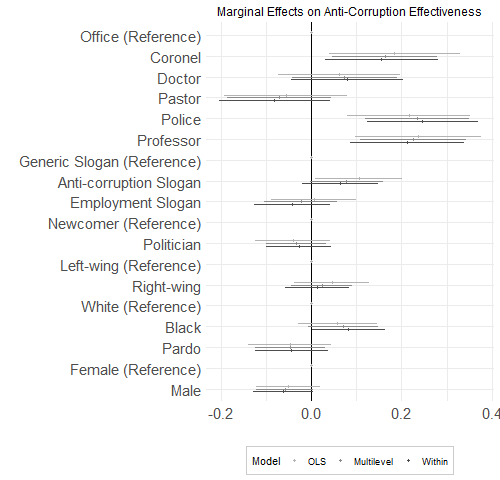 Marginal Effects on Anti-Corruption Effectiveness
Office (Reference)
Coronel
Doctor
Pastor
Police
Professor
Generic Slogan (Reference)
Anti-corruption Slogan
Employment Slogan
Newcomer (Reference)
Politician
Left-wing (Reference)
Right-wing
White (Reference)
Black
Pardo
Female (Reference)
Male
-0.2 0.0 0.2 0.4
Model OLS Multilevel Within